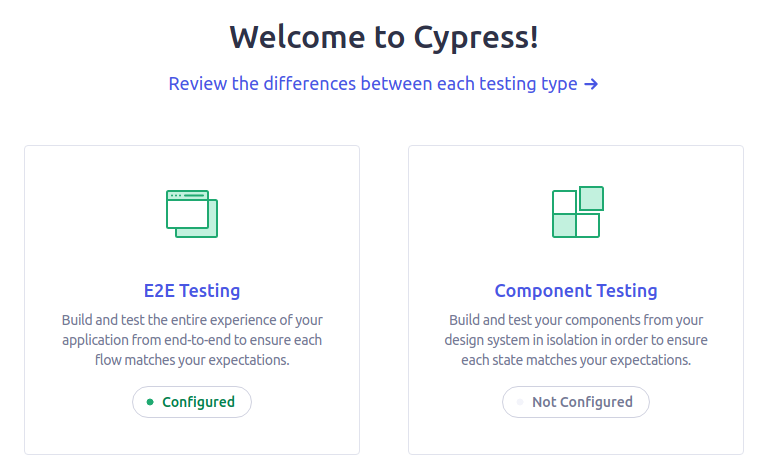 Welcome to Cypress!
Review the differences between each testing type →
E2E Testing
Build and test the entire experience of your
application from end-to-end to ensure each
flow matches your expectations.
Configured
Component Testing
Build and test your components from your
design system in isolation in order to ensure
each state matches your expectations.
Not Configured